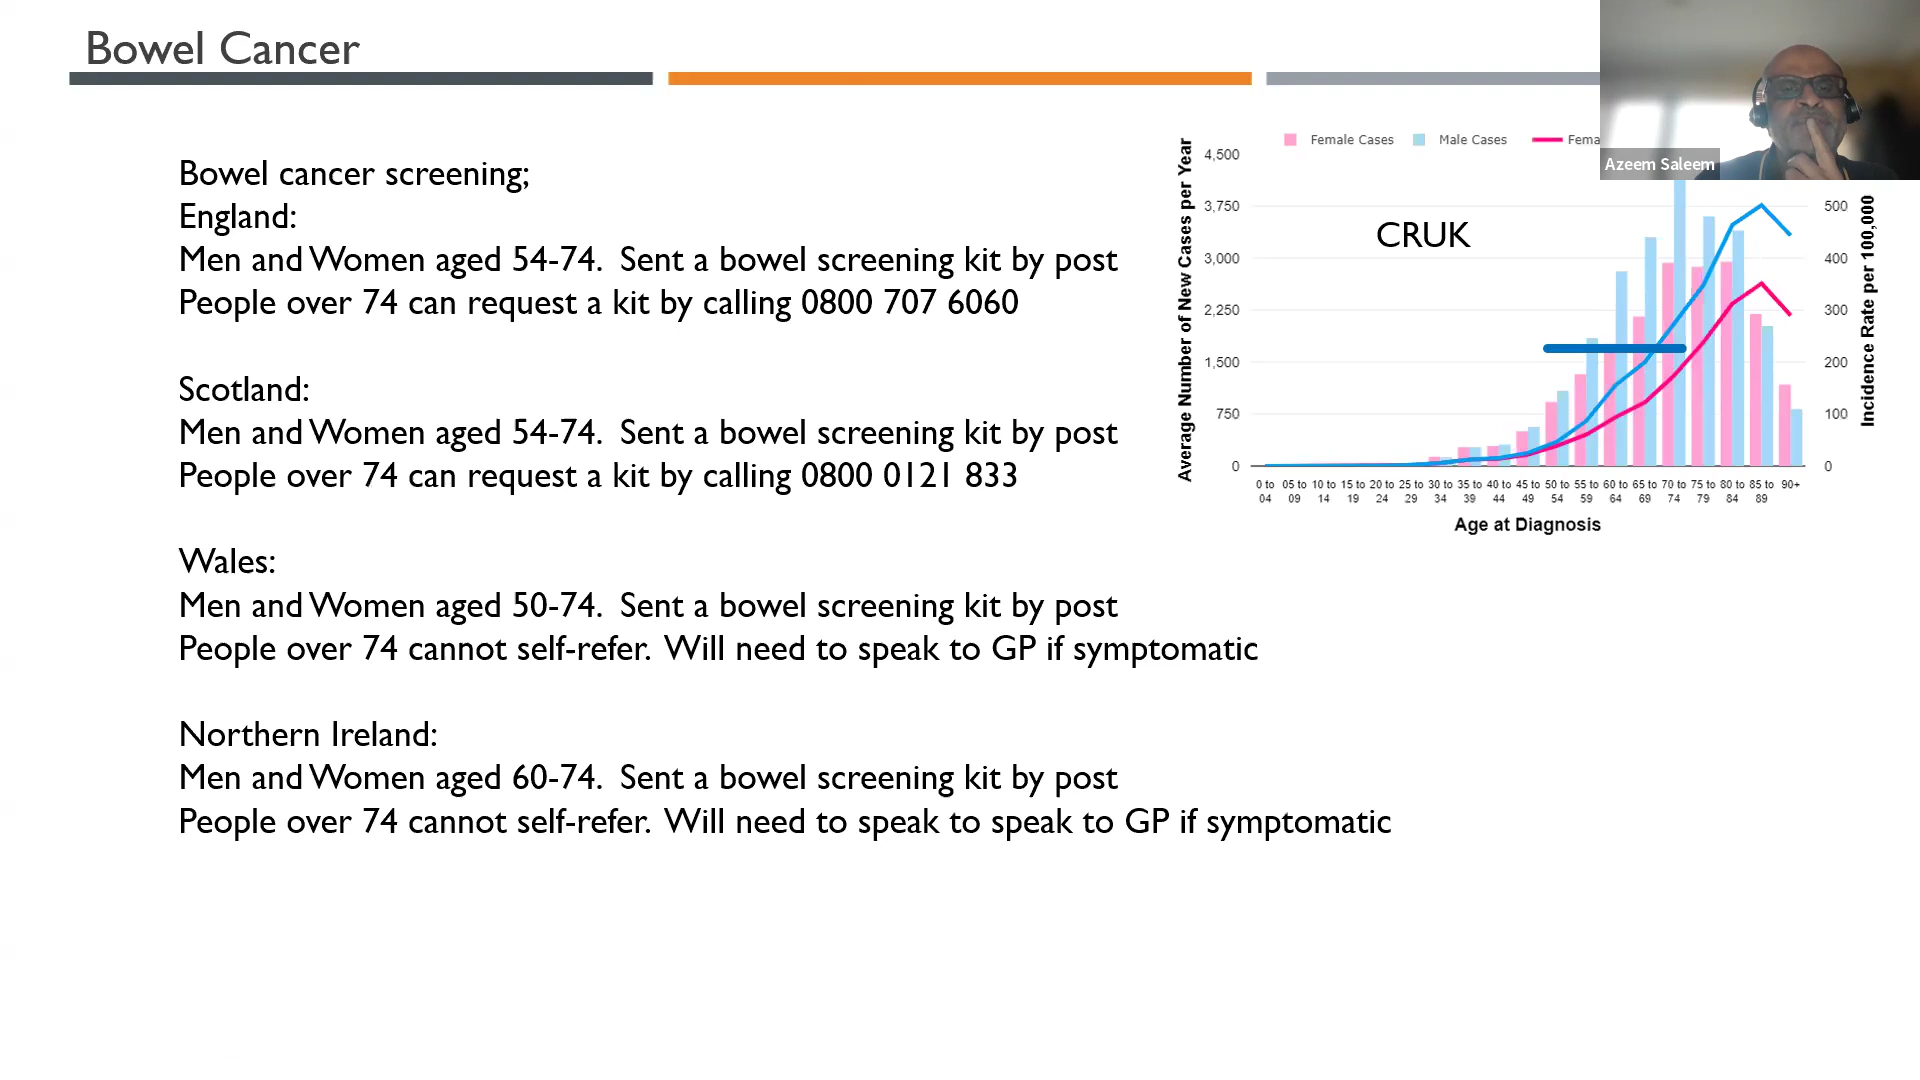 Bowel Cancer
Bowel cancer screening;
England:
Men and Women aged 54-74. Sent a bowel screening kit by post
People over 74 can request a kit by calling 0800 707 6060
Scotland:
Men and Women aged 54-74. Sent a bowel screening kit by post
People over 74 can request a kit by calling 0800 0121 833
Wales:
Men and Women aged 50-74. Sent a bowel screening kit by post
People over 74 cannot self-refer. Will need to speak to GP if symptomatic
Northern Ireland:
Men and Women aged 60-74. Sent a bowel screening kit by post
People over 74 cannot self-refer. Will need to speak to speak to GP if symptomatic
Female Cases Male Cases
CRUK
Average Number of New Cases per Year
4,500
3,750
3,000
2,250
1,500
750
0
500
400
300
200
100
0
Incidence Rate per 100,000
0 to 04
05 to 09
10 to 14
15 to 19
20 to 24
25 to 29
30 to 34
35 to 39
40 to 44
45 to 49
50 to 54
55 to 59
60 to 64
65 to 69
70 to 74
75 to 79
80 to 84
85 to 89
90+
Age at Diagnosis
Azeem Saleem